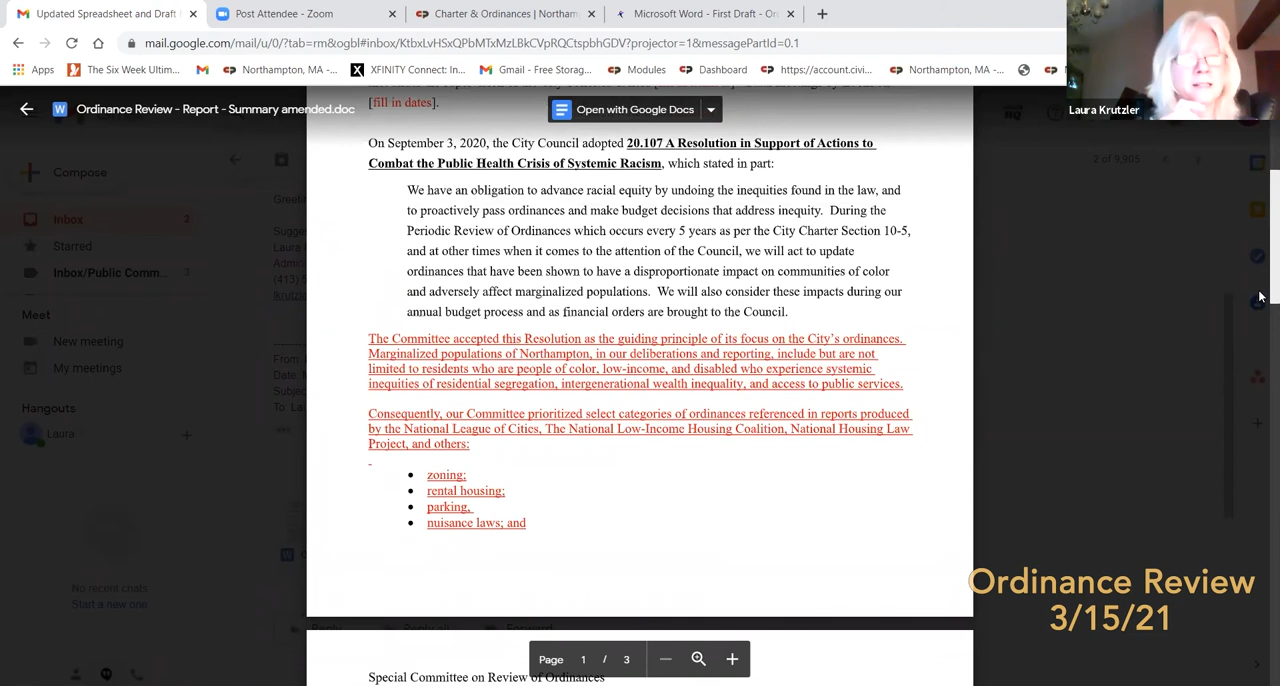 Updated Spreadsheet and Draft
Post Attendee - Zoom
Charter & Ordinances | Northam
Microsoft Word - First Draft - Or
mail.google.com/mail/u/0/?tab=rm&ogbl#inbox/KtbxLvHSxQPbMTxMzLBkCVpRQCtspbhGDV?projector=1&messagePartId=0.1
Apps
The Six Week Ultim...
Northampton, MA -...
XFINITY Connect: In...
Gmail - Free Storag...
Modules
Dashboard
https://account.civi...
Northampton, MA -...
Laura Krutzler
Ordinance Review - Report - Summary amended.doc
Open with Google Docs
[fill in dates].
2 of 9,905
Compose
Inbox 2
Starred
Inbox/Public Comm... 3
Meet
New meeting
My meetings
Hangouts
Laura
No recent chats
Start a new one
On September 3, 2020, the City Council adopted 20.107 A Resolution in Support of Actions to
Combat the Public Health Crisis of Systemic Racism, which stated in part:
We have an obligation to advance racial equity by undoing the inequities found in the law, and
to proactively pass ordinances and make budget decisions that address inequity. During the
Periodic Review of Ordinances which occurs every 5 years as per the City Charter Section 10-5,
and at other times when it comes to the attention of the Council, we will act to update
ordinances that have been shown to have a disproportionate impact on communities of color
and adversely affect marginalized populations. We will also consider these impacts during our
annual budget process and as financial orders are brought to the Council.
The Committee accepted this Resolution as the guiding principle of its focus on the City's ordinances.
Marginalized populations of Northampton, in our deliberations and reporting, include but are not
limited to residents who are people of color, low-income, and disabled who experience systemic
inequities of residential segregation, intergenerational wealth inequality, and access to public services.
Consequently, our Committee prioritized select categories of ordinances referenced in reports produced
by the National League of Cities, The National Low-Income Housing Coalition, National Housing Law
Project, and others:
• zoning;
• rental housing;
• parking,
• nuisance laws; and
Ordinance Review
3/15/21
Page 1 / 3
Special Committee on Review of Ordinances